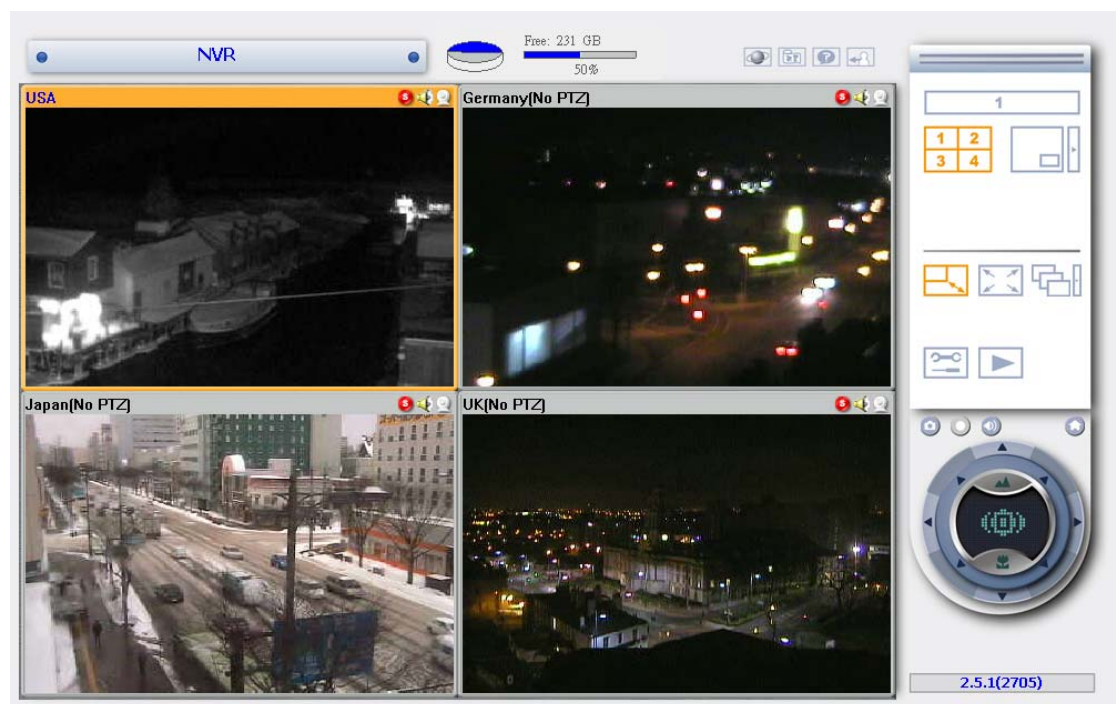 NVR
Free: 231 GB
50%
USA
S
Germany(No PTZ)
S
Japan(No PTZ)
S
UK(No PTZ)
S
1
1 2
3 4
2.5.1(2705)